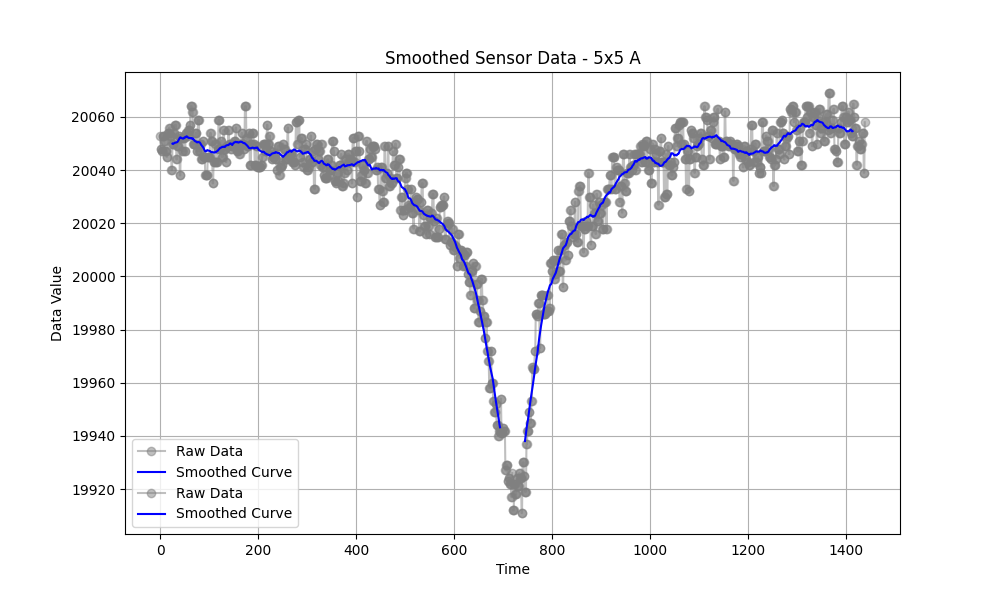 Smoothed Sensor Data - 5x5 A
Data Value
20060
20040
20020
20000
19980
19960
19940
19920
Raw Data
Smoothed Curve
Raw Data
Smoothed Curve
0 200 400 600 800 1000 1200 1400
Time